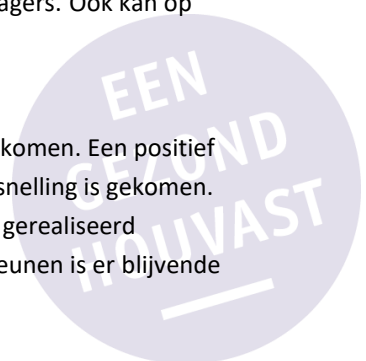 agers. Ook kan op
komen. Een positief
snelling is gekomen.
gerealiseerd
eunen is er blijvende
EEN
GEZOND
HOUVAST